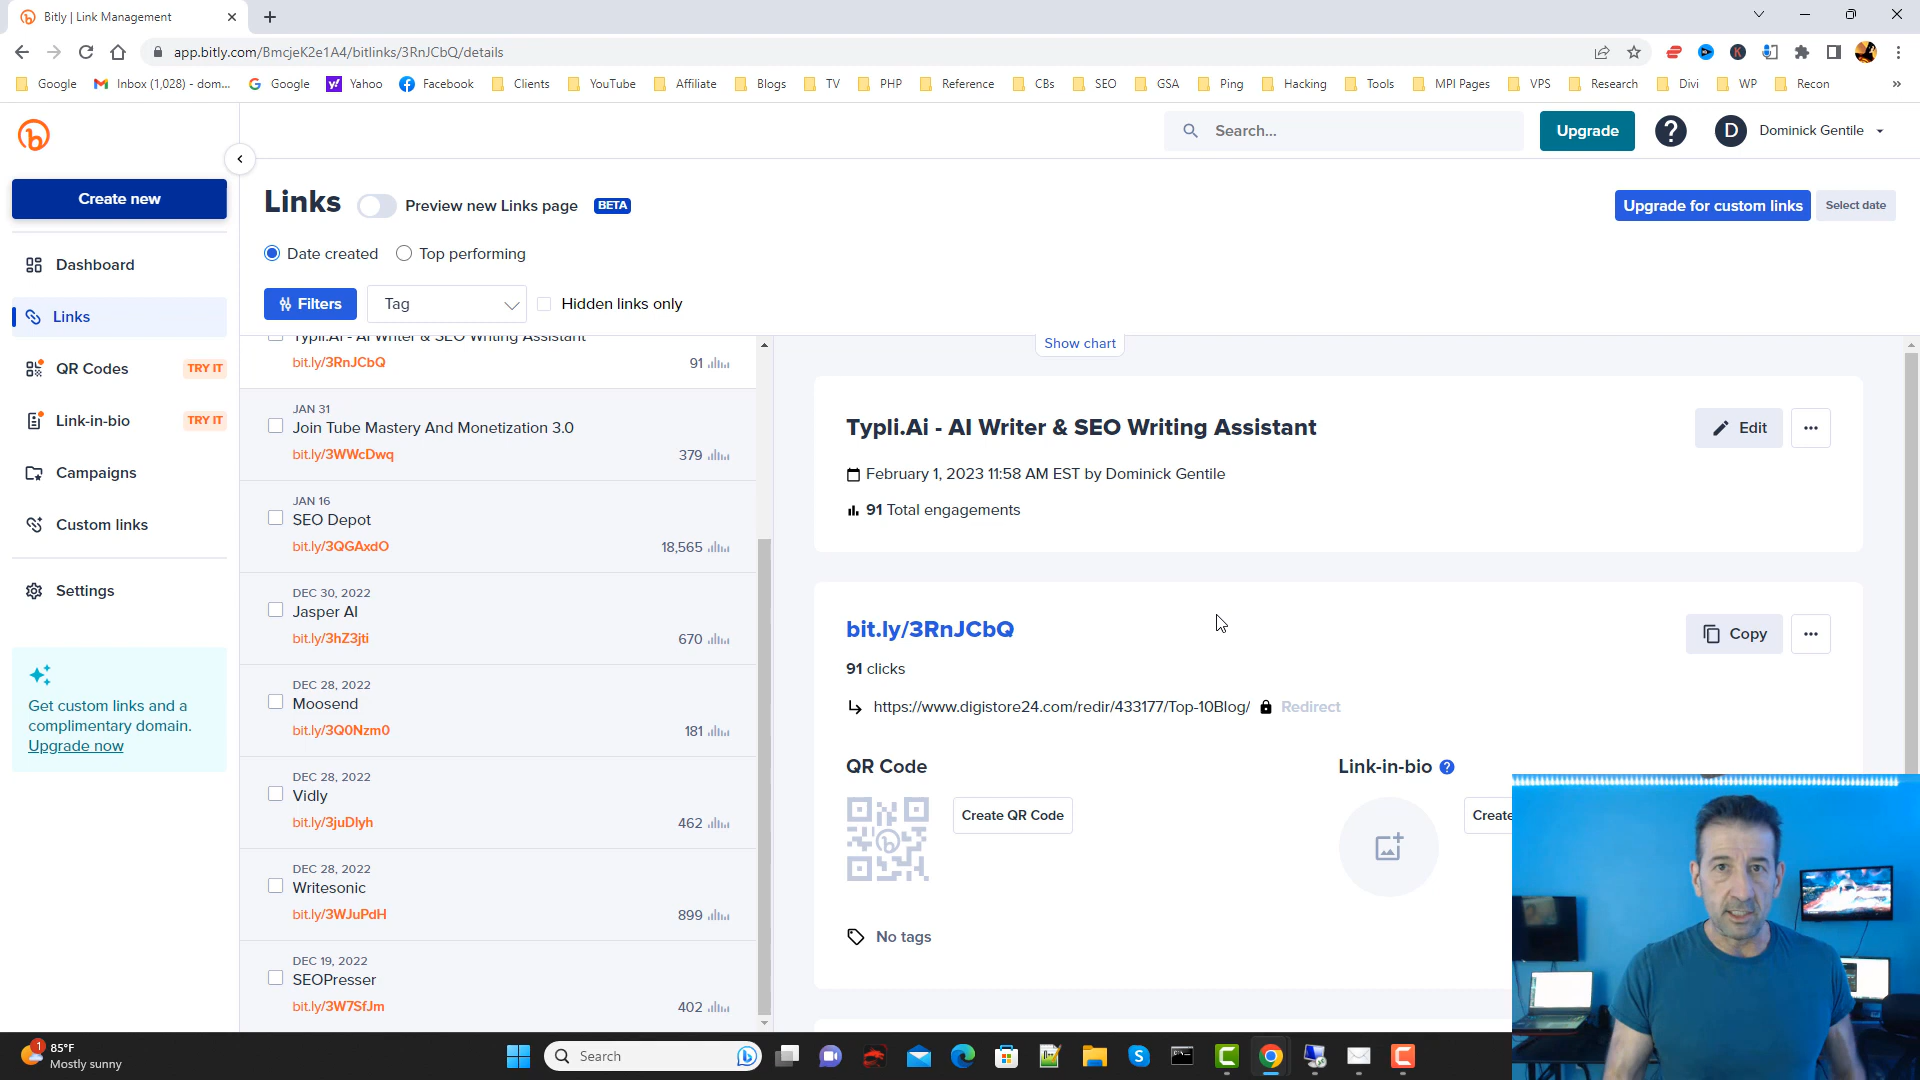 Bitly | Link Management
app.bitly.com/BmcjeK2e1A4/bitlinks/3RnJCbQ/details
Google
Inbox (1,028) - dom...
Google
Yahoo
Facebook
Clients
YouTube
Affiliate
Blogs
TV
PHP
Reference
CBs
SEO
GSA
Ping
Hacking
Tools
MPI Pages
VPS
Research
Divi
WP
Recon
Search...
Upgrade
D
Dominick Gentile
Create new
Dashboard
Links
QR Codes
TRY IT
Link-in-bio
TRY IT
Campaigns
Custom links
Settings
Get custom links and a
complimentary domain.
Upgrade now
Links
Preview new Links page
BETA
Upgrade for custom links
Select date
Date created
Top performing
Filters
Tag
Hidden links only
Typli.Ai - AI Writer & SEO Writing Assistant
bit.ly/3RnJCbQ
91
JAN 31
Join Tube Mastery And Monetization 3.0
bit.ly/3WWcDwq
379
JAN 16
SEO Depot
bit.ly/3QGAxdO
18,565
DEC 30, 2022
Jasper AI
bit.ly/3hZ3jti
670
DEC 28, 2022
Moosend
bit.ly/3Q0Nzm0
181
DEC 28, 2022
Vidly
bit.ly/3juDlyh
462
DEC 28, 2022
Writesonic
bit.ly/3WJuPdH
899
DEC 19, 2022
SEOPresser
bit.ly/3W7SfJm
402
Show chart
Typli.Ai - AI Writer & SEO Writing Assistant
Edit
February 1, 2023 11:58 AM EST by Dominick Gentile
91 Total engagements
bit.ly/3RnJCbQ
Copy
91 clicks
https://www.digistore24.com/redir/433177/Top-10Blog/
Redirect
QR Code
Create QR Code
Link-in-bio
Create
No tags
1
85°F
Mostly sunny
Search